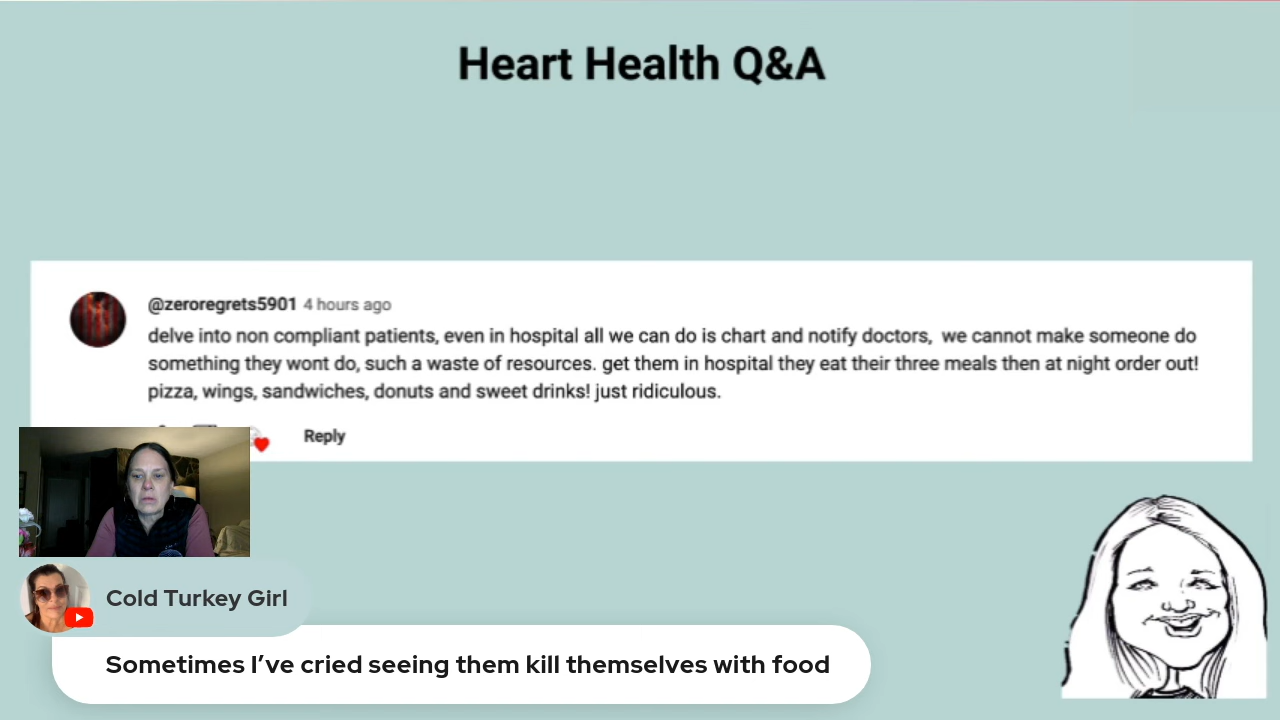 Heart Health Q&A
@zeroregrets5901 4 hours ago
delve into non compliant patients, even in hospital all we can do is chart and notify doctors, we cannot make someone do
something they wont do, such a waste of resources. get them in hospital they eat their three meals then at night order out!
pizza, wings, sandwiches, donuts and sweet drinks! just ridiculous.
Reply
Cold Turkey Girl
Sometimes I’ve cried seeing them kill themselves with food